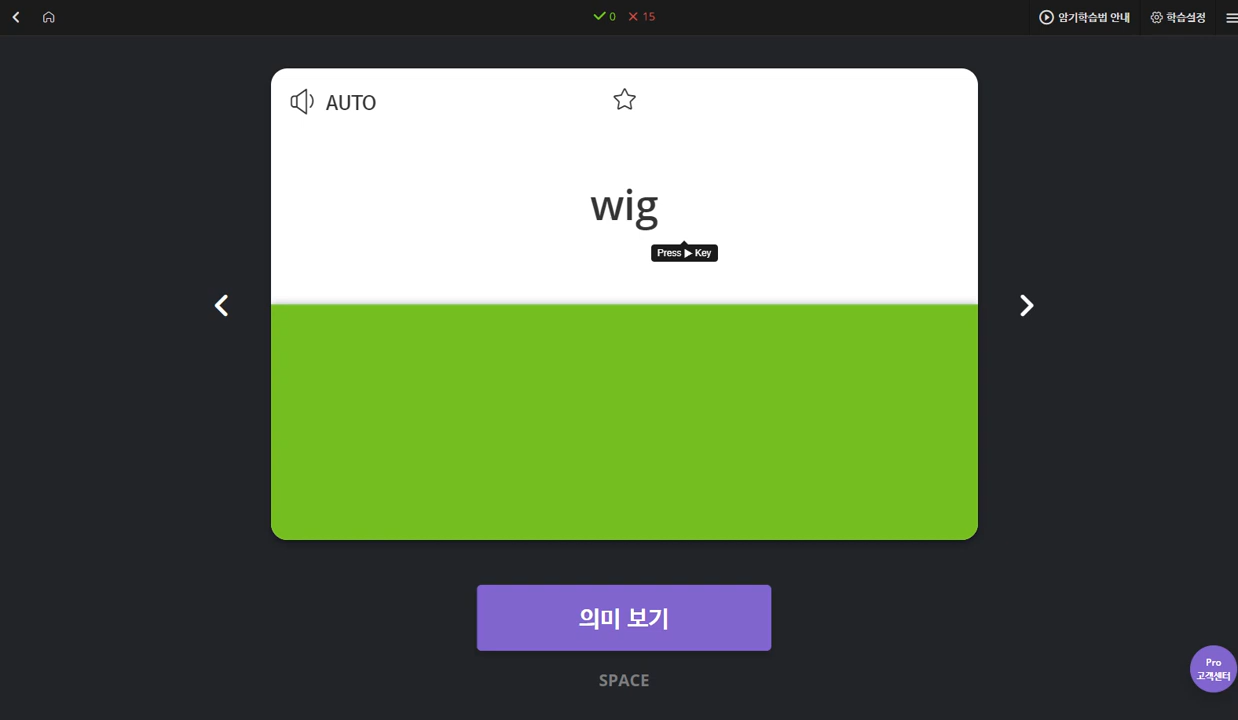 0 15 암기학습법 안내 학습설정
AUTO
wig
Press ▶ Key
의미 보기
SPACE
Pro
고객센터